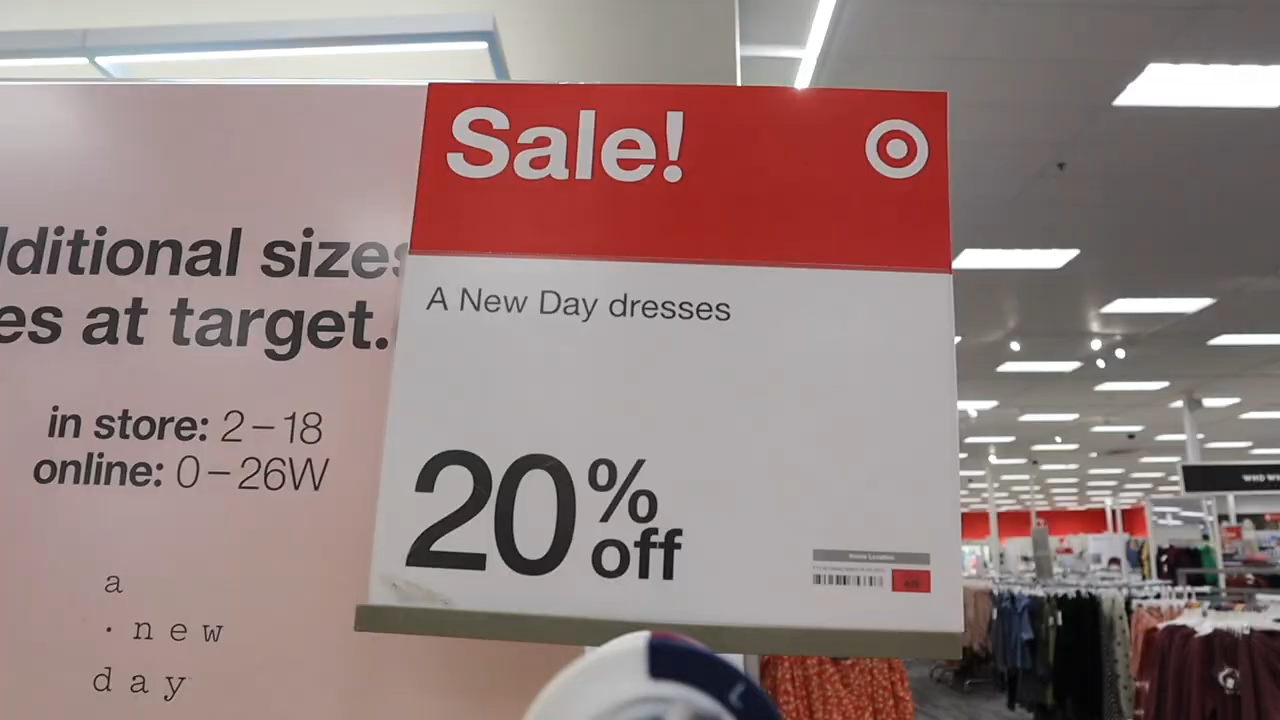 dditional sizes
es at target.
in store: 2–18
online: 0–26W
a
·new
day
Sale!
A New Day dresses
20%
off